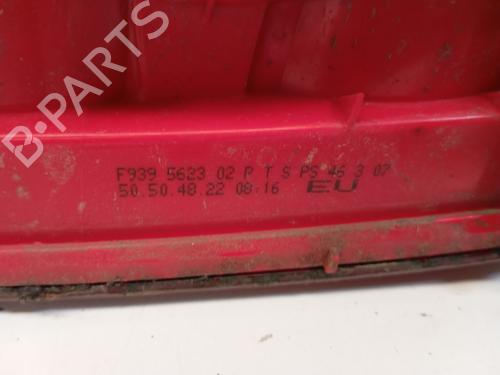 B-PARTS
F939 5623 02 R T S PS 46 3 07
50.50.48.22 08:16 EU